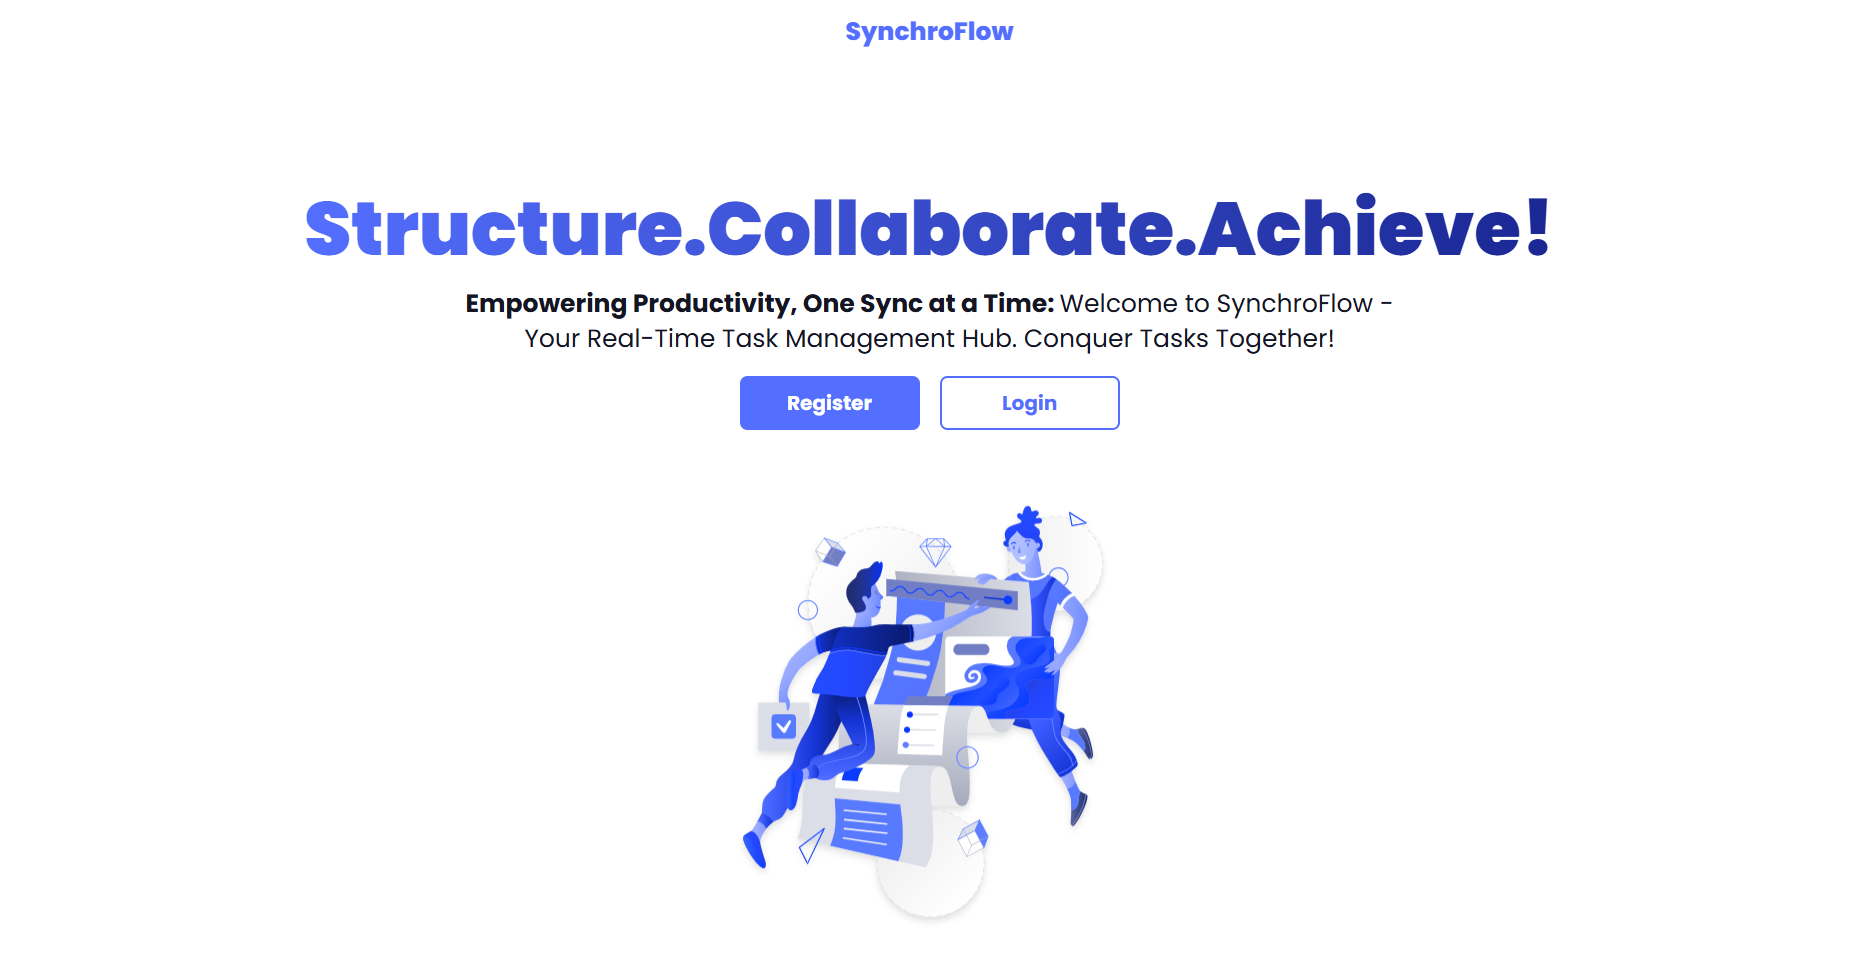 SynchroFlow
Structure.Collaborate.Achieve!
Empowering Productivity, One Sync at a Time: Welcome to SynchroFlow -
Your Real-Time Task Management Hub. Conquer Tasks Together!
Register
Login